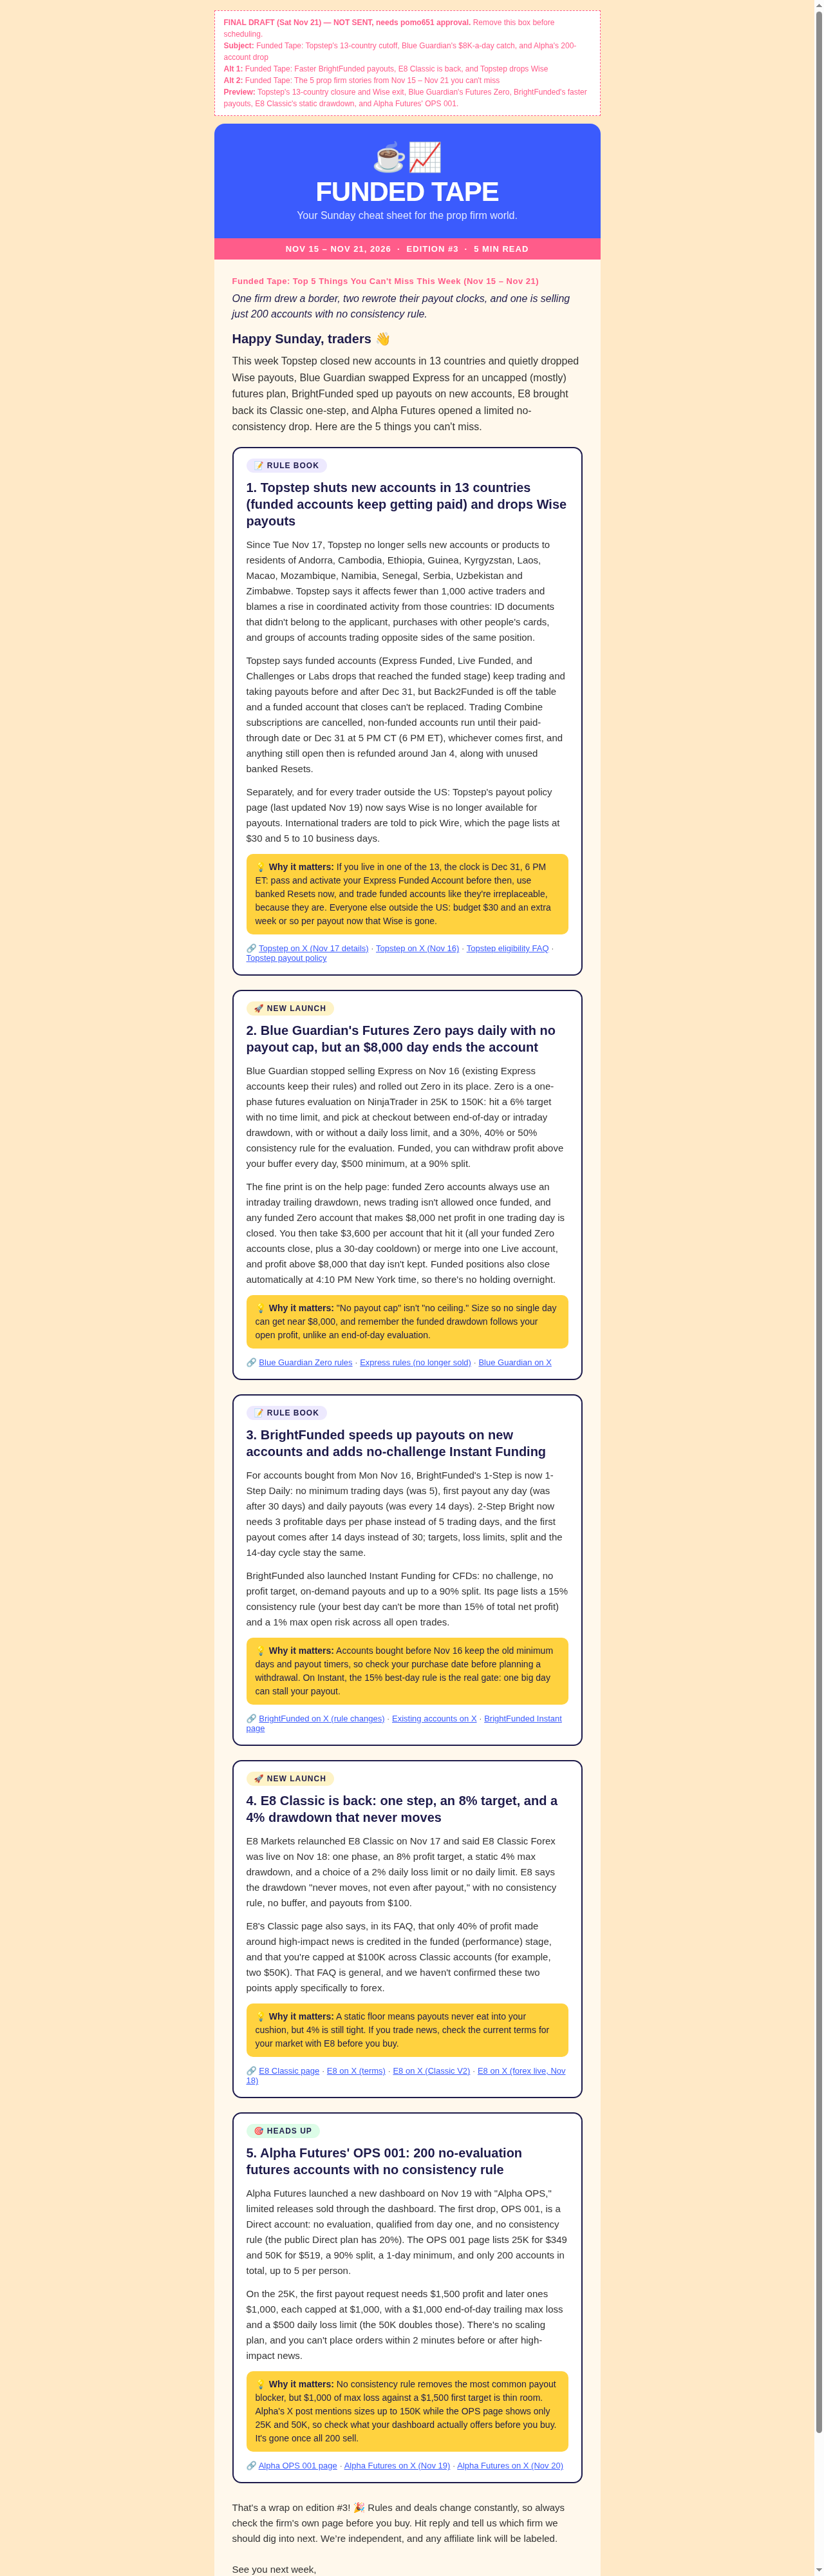 FINAL DRAFT (Sat Nov 21) — NOT SENT, needs pomo651 approval. Remove this box before
scheduling.
Subject: Funded Tape: Topstep's 13-country cutoff, Blue Guardian's $8K-a-day catch, and Alpha's 200-
account drop
Alt 1: Funded Tape: Faster BrightFunded payouts, E8 Classic is back, and Topstep drops Wise
Alt 2: Funded Tape: The 5 prop firm stories from Nov 15 – Nov 21 you can't miss
Preview: Topstep's 13-country closure and Wise exit, Blue Guardian's Futures Zero, BrightFunded's faster
payouts, E8 Classic's static drawdown, and Alpha Futures' OPS 001.
☕📈
FUNDED TAPE
Your Sunday cheat sheet for the prop firm world.
NOV 15 – NOV 21, 2026 · EDITION #3 · 5 MIN READ
Funded Tape: Top 5 Things You Can't Miss This Week (Nov 15 – Nov 21)
One firm drew a border, two rewrote their payout clocks, and one is selling
just 200 accounts with no consistency rule.
Happy Sunday, traders 👋
This week Topstep closed new accounts in 13 countries and quietly dropped
Wise payouts, Blue Guardian swapped Express for an uncapped (mostly)
futures plan, BrightFunded sped up payouts on new accounts, E8 brought
back its Classic one-step, and Alpha Futures opened a limited no-
consistency drop. Here are the 5 things you can't miss.
📝 RULE BOOK
1. Topstep shuts new accounts in 13 countries
(funded accounts keep getting paid) and drops Wise
payouts
Since Tue Nov 17, Topstep no longer sells new accounts or products to
residents of Andorra, Cambodia, Ethiopia, Guinea, Kyrgyzstan, Laos,
Macao, Mozambique, Namibia, Senegal, Serbia, Uzbekistan and
Zimbabwe. Topstep says it affects fewer than 1,000 active traders and
blames a rise in coordinated activity from those countries: ID documents
that didn't belong to the applicant, purchases with other people's cards,
and groups of accounts trading opposite sides of the same position.
Topstep says funded accounts (Express Funded, Live Funded, and
Challenges or Labs drops that reached the funded stage) keep trading and
taking payouts before and after Dec 31, but Back2Funded is off the table
and a funded account that closes can't be replaced. Trading Combine
subscriptions are cancelled, non-funded accounts run until their paid-
through date or Dec 31 at 5 PM CT (6 PM ET), whichever comes first, and
anything still open then is refunded around Jan 4, along with unused
banked Resets.
Separately, and for every trader outside the US: Topstep's payout policy
page (last updated Nov 19) now says Wise is no longer available for
payouts. International traders are told to pick Wire, which the page lists at
$30 and 5 to 10 business days.
💡 Why it matters: If you live in one of the 13, the clock is Dec 31, 6 PM
ET: pass and activate your Express Funded Account before then, use
banked Resets now, and trade funded accounts like they're irreplaceable,
because they are. Everyone else outside the US: budget $30 and an extra
week or so per payout now that Wise is gone.
🔗 Topstep on X (Nov 17 details) · Topstep on X (Nov 16) · Topstep eligibility FAQ ·
Topstep payout policy
🚀 NEW LAUNCH
2. Blue Guardian's Futures Zero pays daily with no
payout cap, but an $8,000 day ends the account
Blue Guardian stopped selling Express on Nov 16 (existing Express
accounts keep their rules) and rolled out Zero in its place. Zero is a one-
phase futures evaluation on NinjaTrader in 25K to 150K: hit a 6% target
with no time limit, and pick at checkout between end-of-day or intraday
drawdown, with or without a daily loss limit, and a 30%, 40% or 50%
consistency rule for the evaluation. Funded, you can withdraw profit above
your buffer every day, $500 minimum, at a 90% split.
The fine print is on the help page: funded Zero accounts always use an
intraday trailing drawdown, news trading isn't allowed once funded, and
any funded Zero account that makes $8,000 net profit in one trading day is
closed. You then take $3,600 per account that hit it (all your funded Zero
accounts close, plus a 30-day cooldown) or merge into one Live account,
and profit above $8,000 that day isn't kept. Funded positions also close
automatically at 4:10 PM New York time, so there's no holding overnight.
💡 Why it matters: "No payout cap" isn't "no ceiling." Size so no single day
can get near $8,000, and remember the funded drawdown follows your
open profit, unlike an end-of-day evaluation.
🔗 Blue Guardian Zero rules · Express rules (no longer sold) · Blue Guardian on X
📝 RULE BOOK
3. BrightFunded speeds up payouts on new
accounts and adds no-challenge Instant Funding
For accounts bought from Mon Nov 16, BrightFunded's 1-Step is now 1-
Step Daily: no minimum trading days (was 5), first payout any day (was
after 30 days) and daily payouts (was every 14 days). 2-Step Bright now
needs 3 profitable days per phase instead of 5 trading days, and the first
payout comes after 14 days instead of 30; targets, loss limits, split and the
14-day cycle stay the same.
BrightFunded also launched Instant Funding for CFDs: no challenge, no
profit target, on-demand payouts and up to a 90% split. Its page lists a 15%
consistency rule (your best day can't be more than 15% of total net profit)
and a 1% max open risk across all open trades.
💡 Why it matters: Accounts bought before Nov 16 keep the old minimum
days and payout timers, so check your purchase date before planning a
withdrawal. On Instant, the 15% best-day rule is the real gate: one big day
can stall your payout.
🔗 BrightFunded on X (rule changes) · Existing accounts on X · BrightFunded Instant
page
🚀 NEW LAUNCH
4. E8 Classic is back: one step, an 8% target, and a
4% drawdown that never moves
E8 Markets relaunched E8 Classic on Nov 17 and said E8 Classic Forex
was live on Nov 18: one phase, an 8% profit target, a static 4% max
drawdown, and a choice of a 2% daily loss limit or no daily limit. E8 says
the drawdown "never moves, not even after payout," with no consistency
rule, no buffer, and payouts from $100.
E8's Classic page also says, in its FAQ, that only 40% of profit made
around high-impact news is credited in the funded (performance) stage,
and that you're capped at $100K across Classic accounts (for example,
two $50K). That FAQ is general, and we haven't confirmed these two
points apply specifically to forex.
💡 Why it matters: A static floor means payouts never eat into your
cushion, but 4% is still tight. If you trade news, check the current terms for
your market with E8 before you buy.
🔗 E8 Classic page · E8 on X (terms) · E8 on X (Classic V2) · E8 on X (forex live, Nov
18)
🎯 HEADS UP
5. Alpha Futures' OPS 001: 200 no-evaluation
futures accounts with no consistency rule
Alpha Futures launched a new dashboard on Nov 19 with "Alpha OPS,"
limited releases sold through the dashboard. The first drop, OPS 001, is a
Direct account: no evaluation, qualified from day one, and no consistency
rule (the public Direct plan has 20%). The OPS 001 page lists 25K for $349
and 50K for $519, a 90% split, a 1-day minimum, and only 200 accounts in
total, up to 5 per person.
On the 25K, the first payout request needs $1,500 profit and later ones
$1,000, each capped at $1,000, with a $1,000 end-of-day trailing max loss
and a $500 daily loss limit (the 50K doubles those). There's no scaling
plan, and you can't place orders within 2 minutes before or after high-
impact news.
💡 Why it matters: No consistency rule removes the most common payout
blocker, but $1,000 of max loss against a $1,500 first target is thin room.
Alpha's X post mentions sizes up to 150K while the OPS page shows only
25K and 50K, so check what your dashboard actually offers before you buy.
It's gone once all 200 sell.
🔗 Alpha OPS 001 page · Alpha Futures on X (Nov 19) · Alpha Futures on X (Nov 20)
That's a wrap on edition #3! 🎉 Rules and deals change constantly, so always
check the firm's own page before you buy. Hit reply and tell us which firm we
should dig into next. We're independent, and any affiliate link will be labeled.
See you next week,